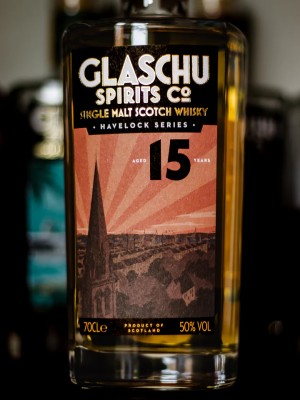 GLASCHU
SPIRITS Co
SINGLE MALT SCOTCH WHISKY
• HAVELOCK SERIES •
AGED 15 YEARS
70CLe PRODUCT OF SCOTLAND 50% VOL